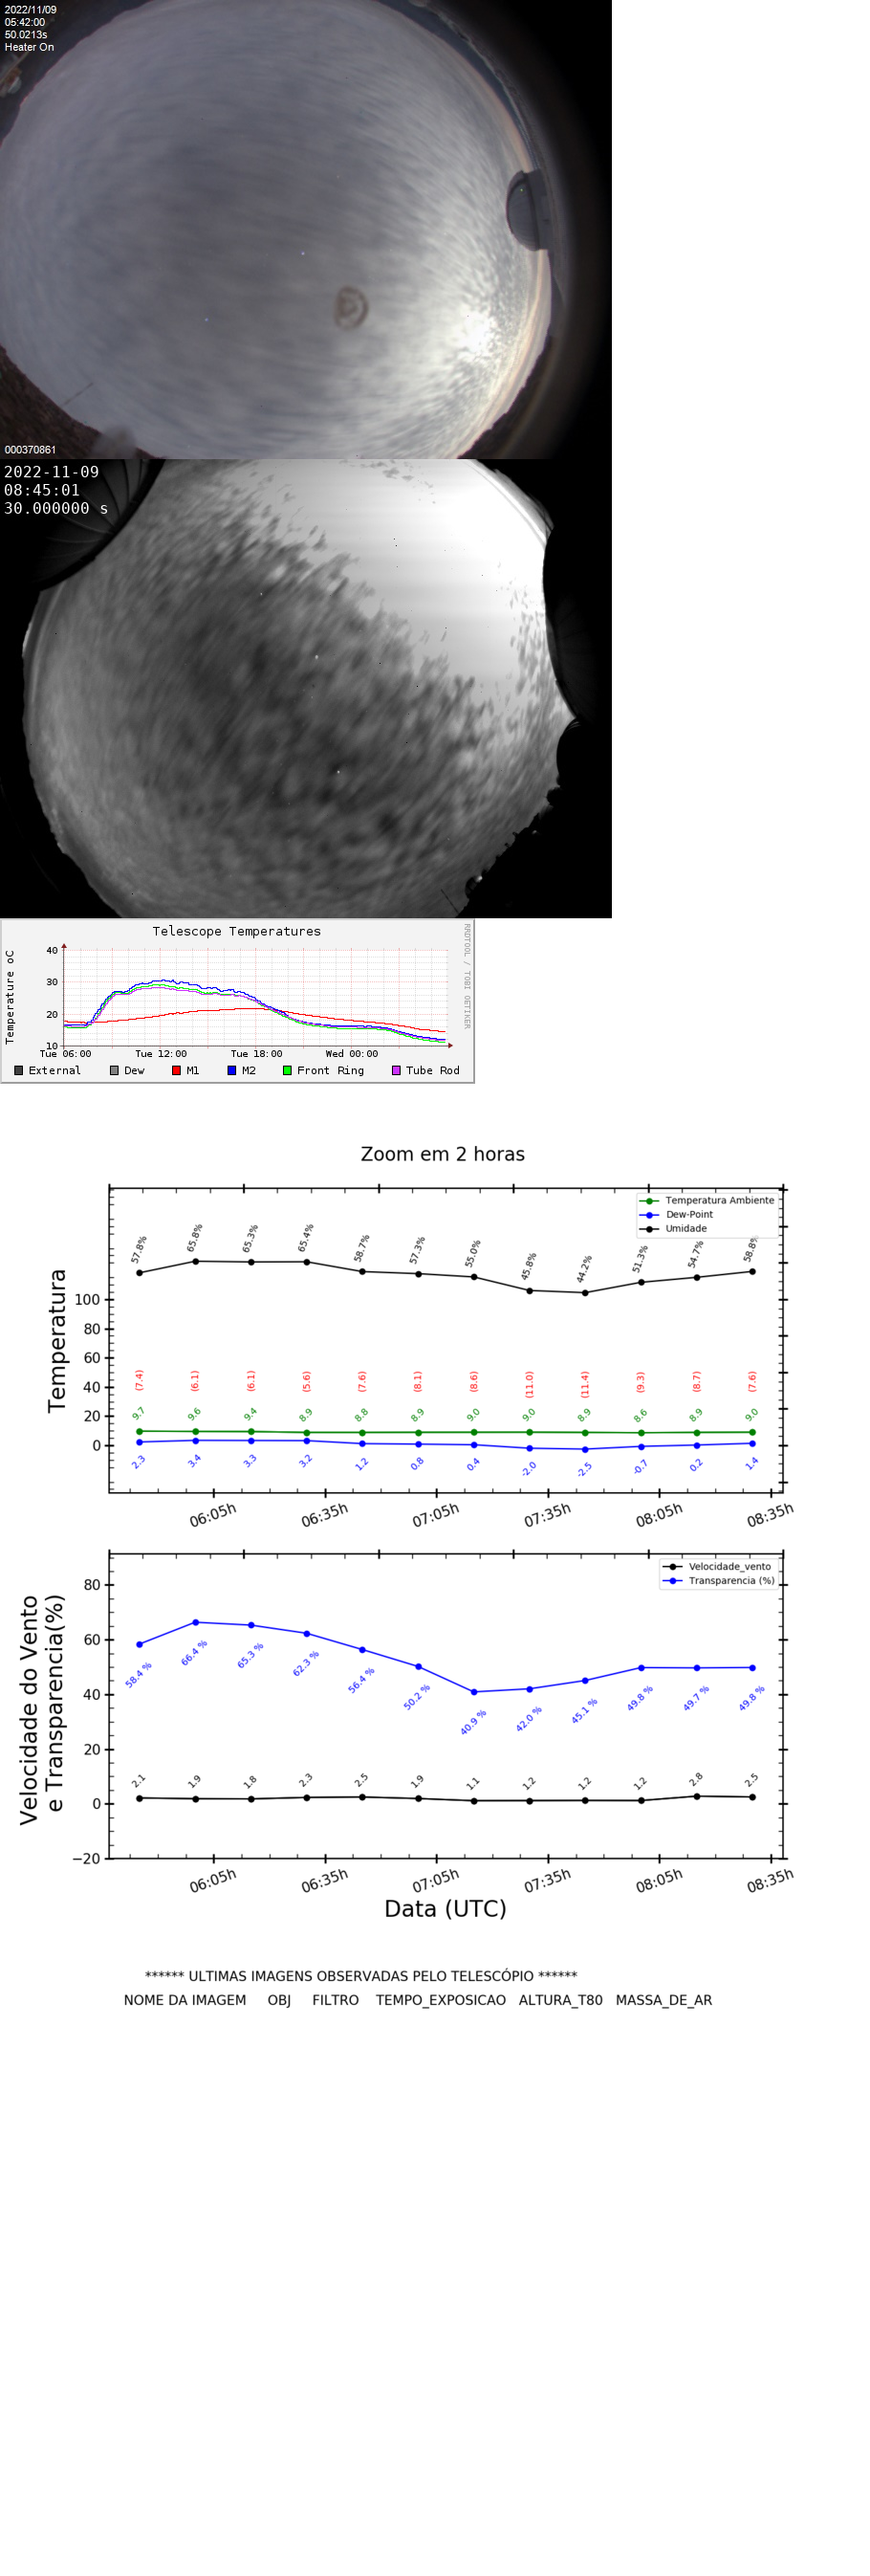 2022/11/09
05:42:00
50.0213s
Heater On
000370861
2022-11-09
08:45:01
30.000000 s
Telescope Temperatures
RRDTOOL / TOBI OETIKER
Temperature oC
40
30
20
10
Tue 06:00 Tue 12:00 Tue 18:00 Wed 00:00
External Dew M1 M2 Front Ring Tube Rod
Zoom em 2 horas
Temperatura Ambiente
Dew-Point
Umidade
57.8% 65.8% 65.3% 65.4% 58.7% 57.3% 55.0% 45.8% 44.2% 51.3% 54.7% 58.8%
Temperatura
100
80
60
40
20
0
(7.4) (6.1) (6.1) (5.6) (7.6) (8.1) (8.6) (11.0) (11.4) (9.3) (8.7) (7.6)
9.7 9.6 9.4 8.9 8.8 8.9 9.0 9.0 8.9 8.6 8.9 9.0
2.3 3.4 3.3 3.2 1.2 0.8 0.4 -2.0 -2.5 -0.7 0.2 1.4
06:05h 06:35h 07:05h 07:35h 08:05h 08:35h
Velocidade_vento
Transparencia (%)
Velocidade do Vento
e Transparencia(%)
80
60
40
20
0
−20
58.4 % 66.4 % 65.3 % 62.3 % 56.4 % 50.2 % 40.9 % 42.0 % 45.1 % 49.8 % 49.7 % 49.8 %
2.1 1.9 1.8 2.3 2.5 1.9 1.1 1.2 1.2 1.2 2.8 2.5
06:05h 06:35h 07:05h 07:35h 08:05h 08:35h
Data (UTC)
****** ULTIMAS IMAGENS OBSERVADAS PELO TELESCÓPIO ******
NOME DA IMAGEM OBJ FILTRO TEMPO_EXPOSICAO ALTURA_T80 MASSA_DE_AR